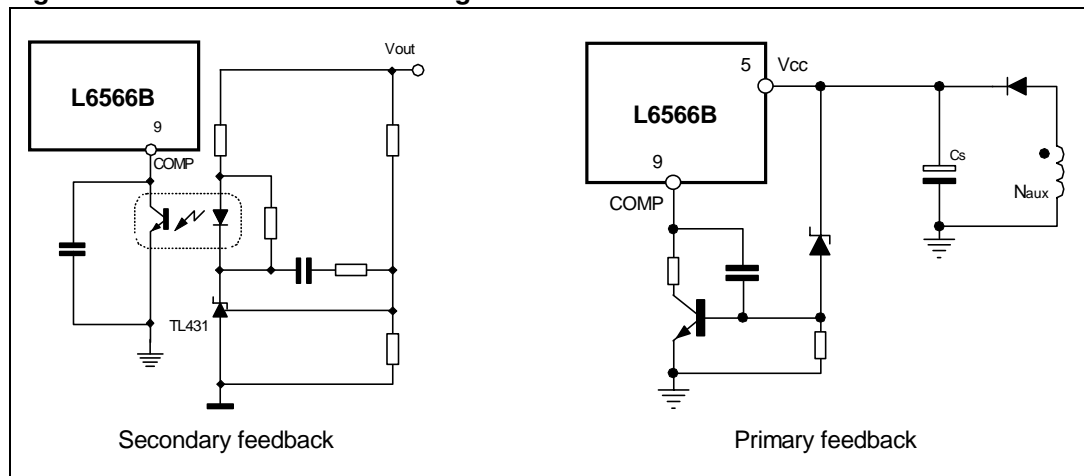 Vout
L6566B
9
COMP
TL431
Secondary feedback
5
Vcc
L6566B
9
COMP
Cs
Naux
Primary feedback